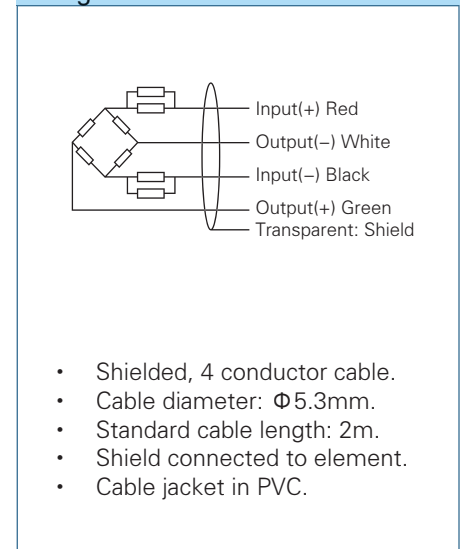 Input(+) Red
Output(−) White
Input(−) Black
Output(+) Green
Transparent: Shield
• Shielded, 4 conductor cable.
• Cable diameter: Φ5.3mm.
• Standard cable length: 2m.
• Shield connected to element.
• Cable jacket in PVC.